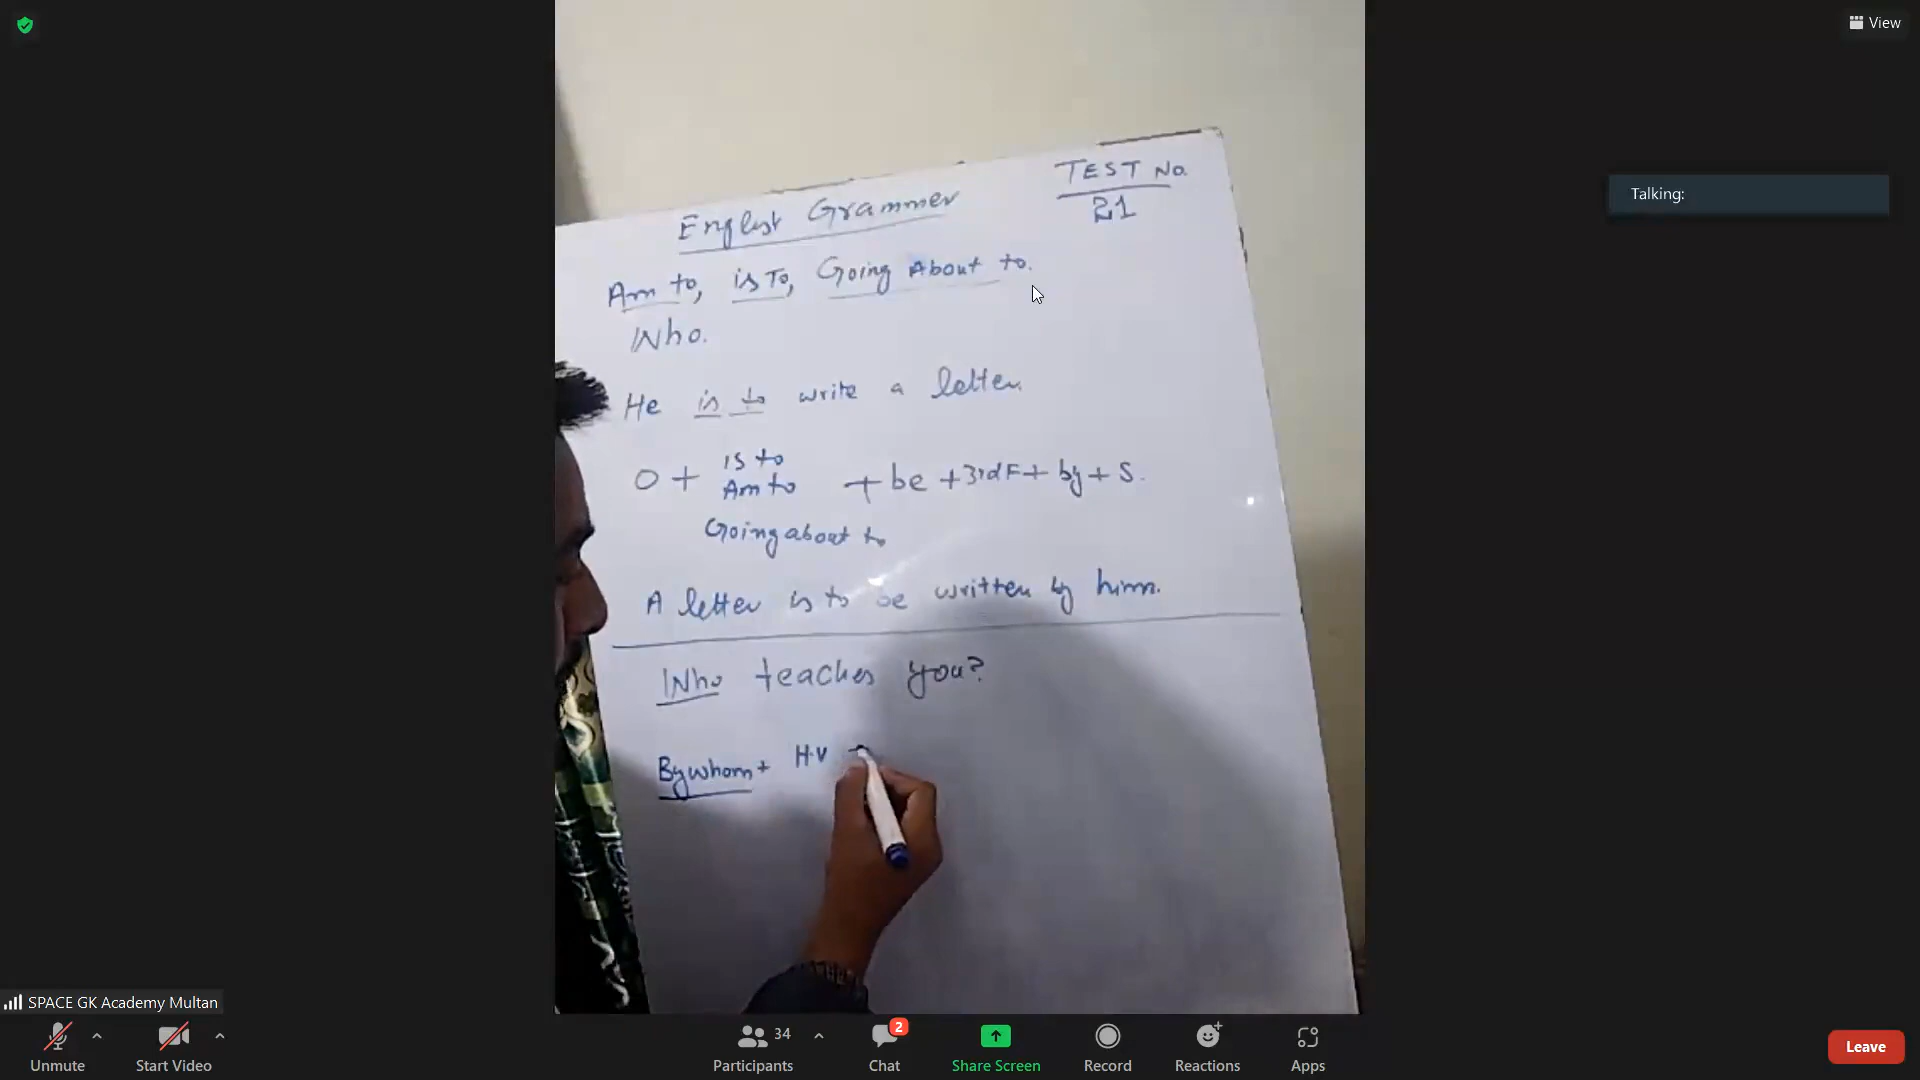 View
Talking:
TEST No.
21
Englist Grammer
Am to, is To, Going About to.
Who.
He is to write a letter.
O + is to + be + 3rd F + by + S.
Am to
Going about to
A letter is to be written by him.
Who teaches you?
By whom + H.V
SPACE GK Academy Multan
Unmute
Start Video
Participants
34
Chat
2
Share Screen
Record
Reactions
Apps
Leave